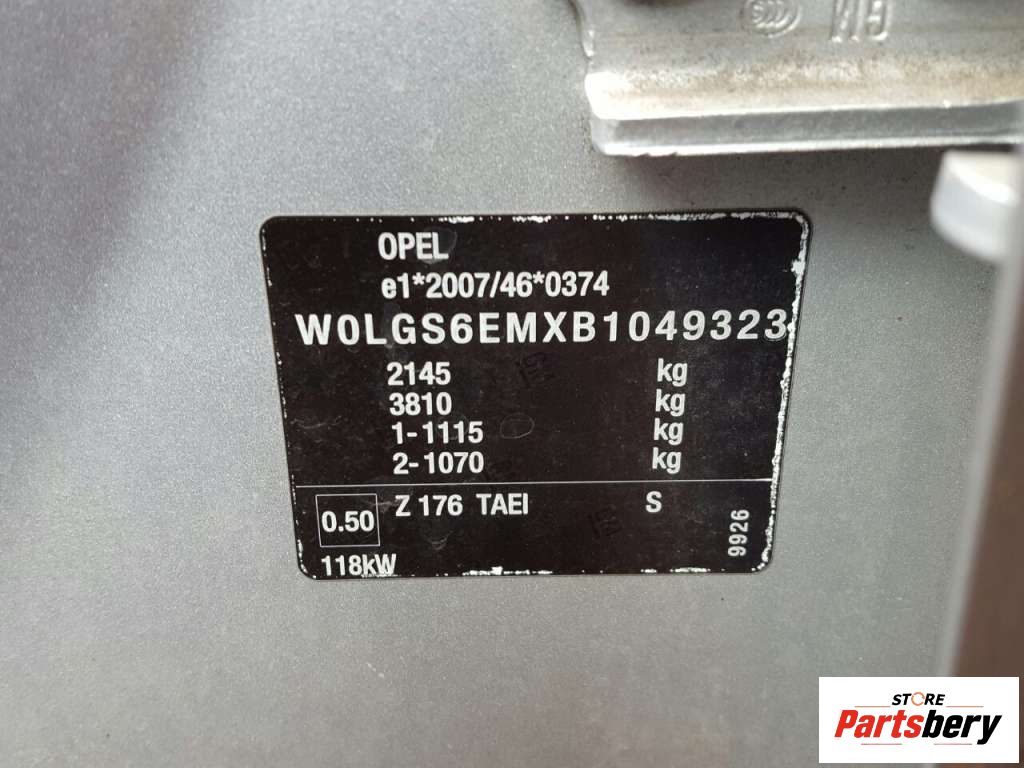 GM
OPEL
e1*2007/46*0374
W0LGS6EMXB1049323
2145 kg
3810 kg
1-1115 kg
2-1070 kg
0.50 Z 176 TAEI S
9926
118kW
STORE
Partsbery